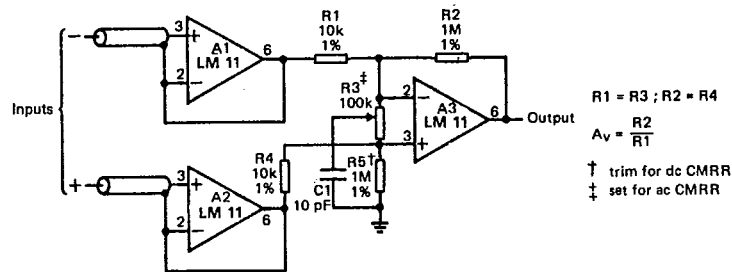 R1
10k
1%
R2
1M
1%
−
3
+
A1
LM 11
6
2
−
R3‡
100k
2
−
A3
LM 11
6
Output
3
+
Inputs
R4
10k
1%
C1
10 pF
R5†
1M
1%
+
3
+
A2
LM 11
6
2
−
R1 = R3 ; R2 = R4
Av = R2
R1
† trim for dc CMRR
‡ set for ac CMRR